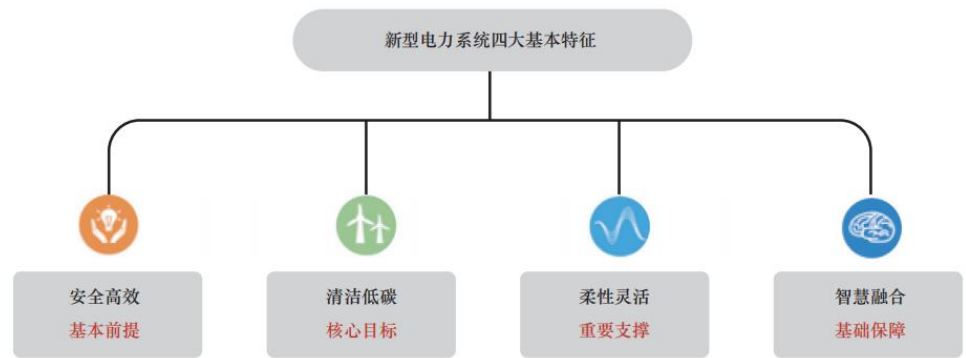 新型电力系统四大基本特征
安全高效
基本前提
清洁低碳
核心目标
柔性灵活
重要支撑
智慧融合
基础保障